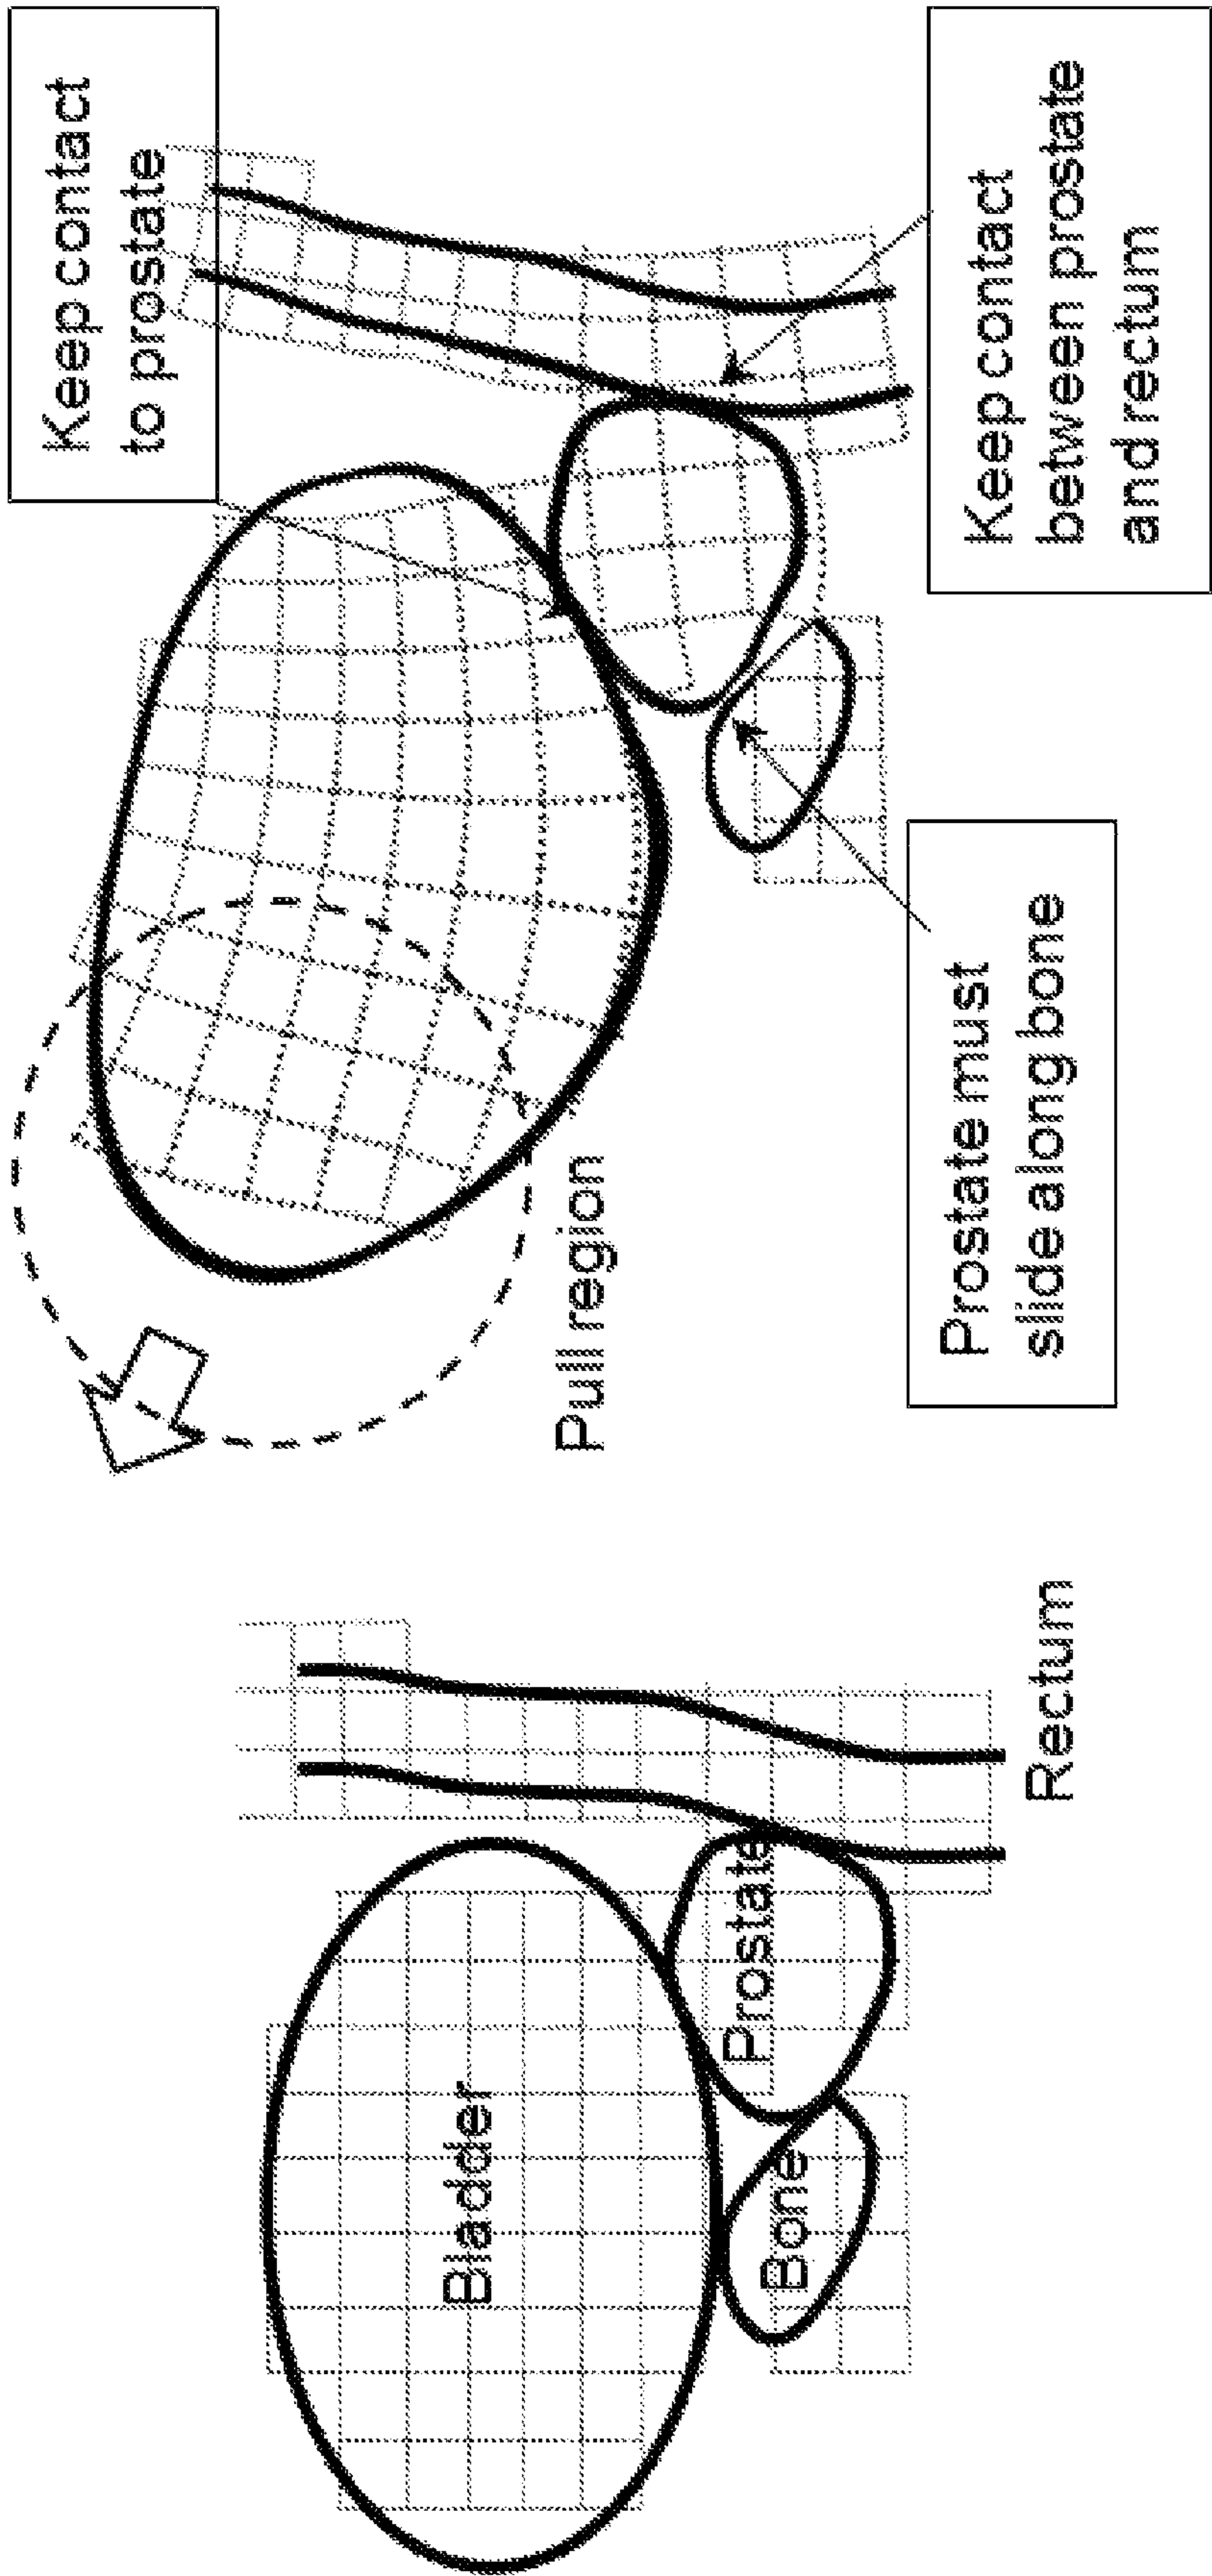 Bladder
Prostate
Bone
Rectum
Pull region
Keep contact
to prostate
Prostate must
slide along bone
Keep contact
between prostate
and rectum